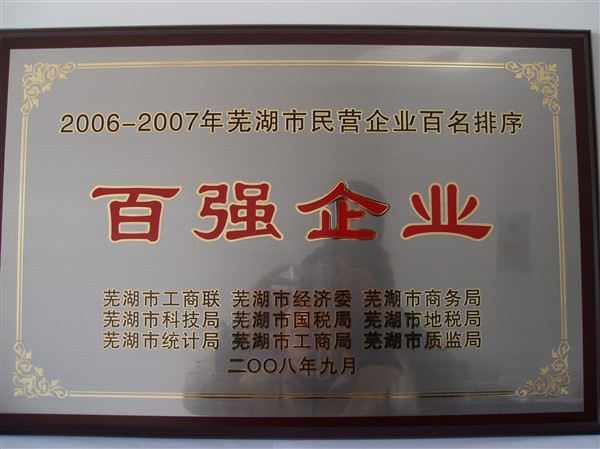 2006-2007年芜湖市民营企业百名排序
百强企业
芜湖市工商联 芜湖市经济委 芜湖市商务局
芜湖市科技局 芜湖市国税局 芜湖市地税局
芜湖市统计局 芜湖市工商局 芜湖市质监局
二〇〇八年九月